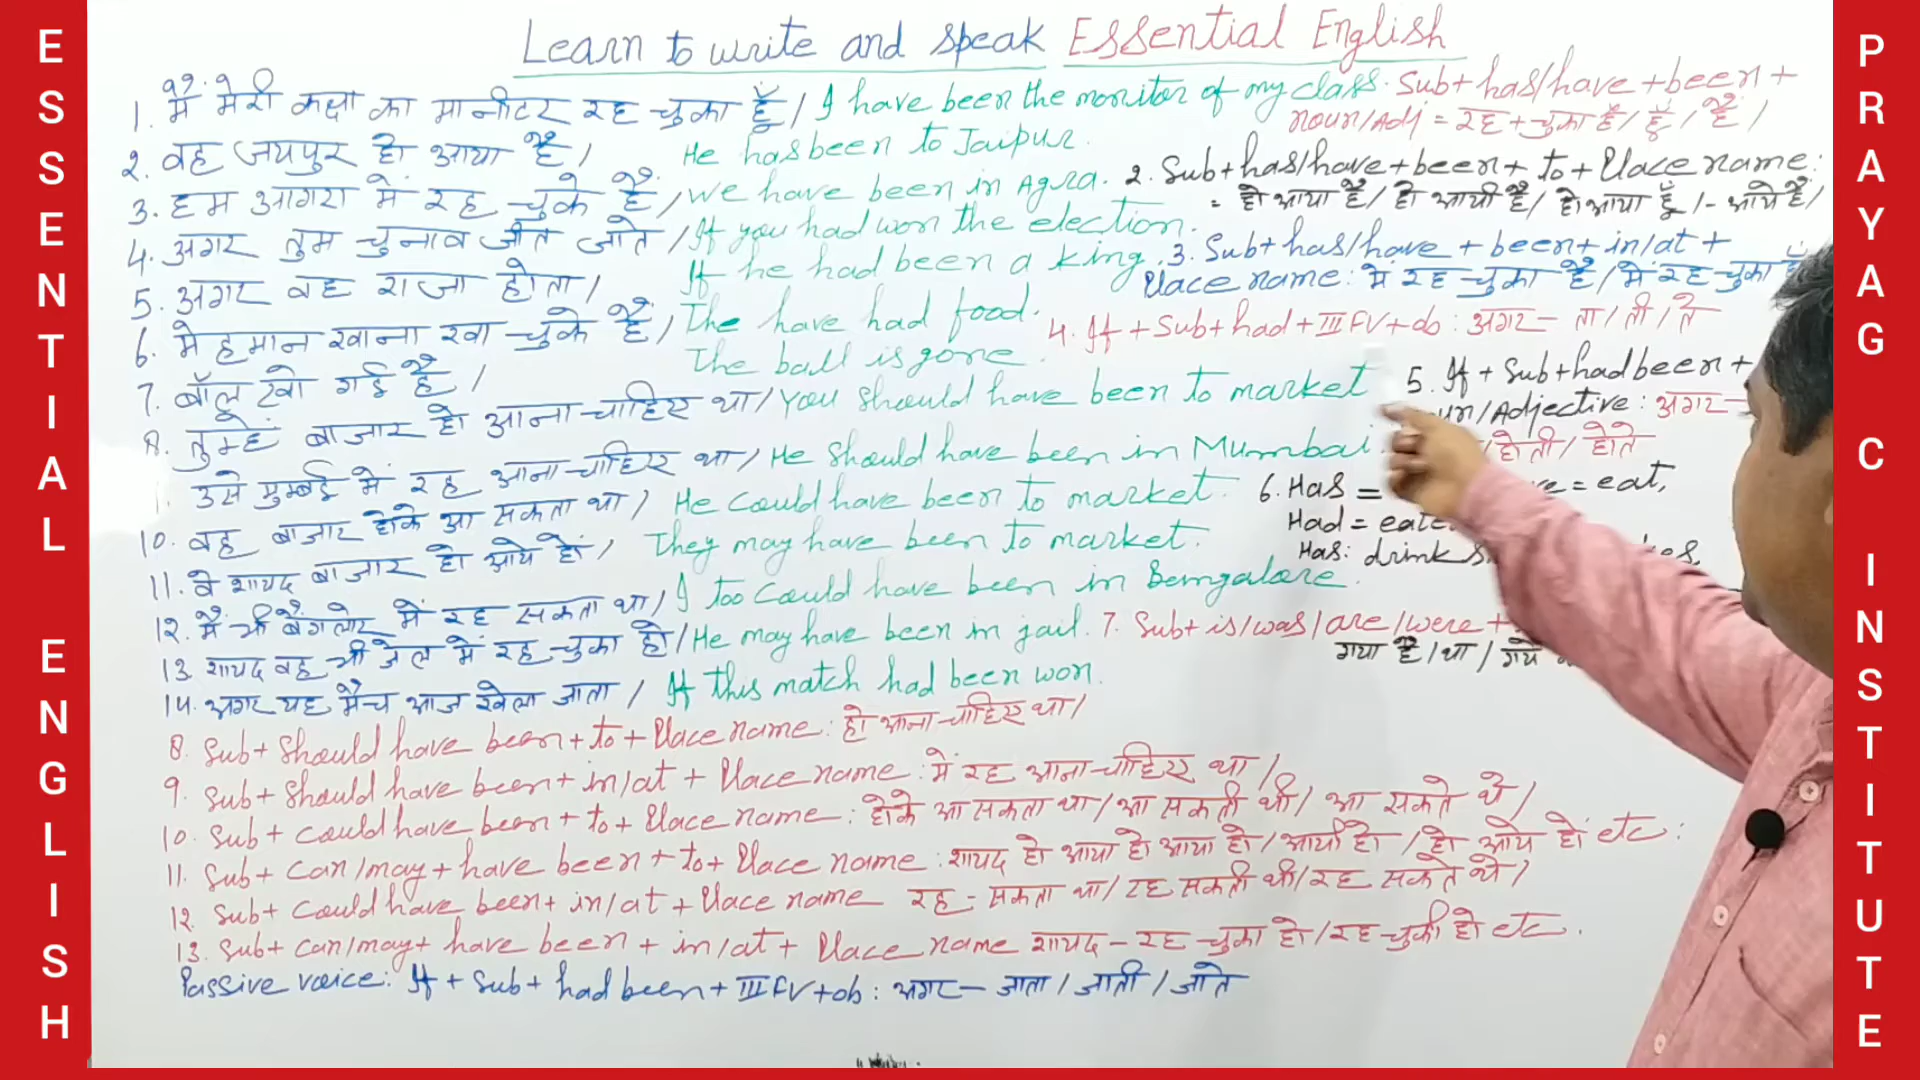 ESSENTIAL ENGLISH
Learn to write and speak Essential English
1. मैं मेरी कक्षा का मानीटर रह चुका हूँ / I have been the monitor of my class.
Sub + has/have + been +
noun/Adj = रह + चुका है / हूँ / हैं /
2. वह जयपुर हो आया है / He has been to Jaipur.
2. Sub + has/have + been + to + Place name:
= हो आया है / हो आयी है / हो आया हूँ / - आये हैं /
3. हम आगरा में रह चुके हैं / We have been in Agra.
3. Sub + has/have + been + in/at +
Place name: में रह चुका है / में रह चुका
4. अगर तुम चुनाव जीत जाते / If you had won the election.
4. If + Sub + had + III FV + ob: अगर - ता / ती / ते
5. अगर वह राजा होता / If he had been a king.
5. If + Sub + had been +
/Adjective: अगर -
/ होती / होते
6. मेहमान खाना खा चुके हैं / The have had food.
6. Has = = eat,
Had =
Has: drink
7. बॉल खो गई है / The ball is gone
7. Sub + is/was/are/were +
गया है / था / गये
8. तुम्हें बाजार हो आना चाहिए था / You should have been to market
उसे मुम्बई में रह आना चाहिए था / He should have been in Mumbai.
10. वह बाजार होके आ सकता था / He could have been to market.
11. वे शायद बाजार हो आये हों / They may have been to market.
12. मैं भी बैंगलोर में रह सकता था / I too could have been in Bemgalore.
13. शायद वह भी जेल में रह चुका हो / He may have been in jail.
14. अगर यह मैच आज खेला जाता / If this match had been won.
8. Sub + should have been + to + Place name: हो आना चाहिए था /
9. Sub + should have been + in/at + Place name: में रह आना चाहिए था /
10. Sub + could have been + to + Place name: होके आ सकता था / आ सकती थी / आ सकते थे /
11. Sub + can/may + have been + to + Place name: शायद हो आया हो आया हो / आयी हो / हो आये हों etc:
12. Sub + could have been + in/at + Place name रह - सकता था / रह सकती थी / रह सकते थे /
13. Sub + can/may + have been + in/at + Place name शायद - रह चुका हो / रह चुकी हो etc.
Passive voice: If + Sub + had been + III FV + ob: अगर - जाता / जाती / जाते
PRAYAG C INSTITUTE